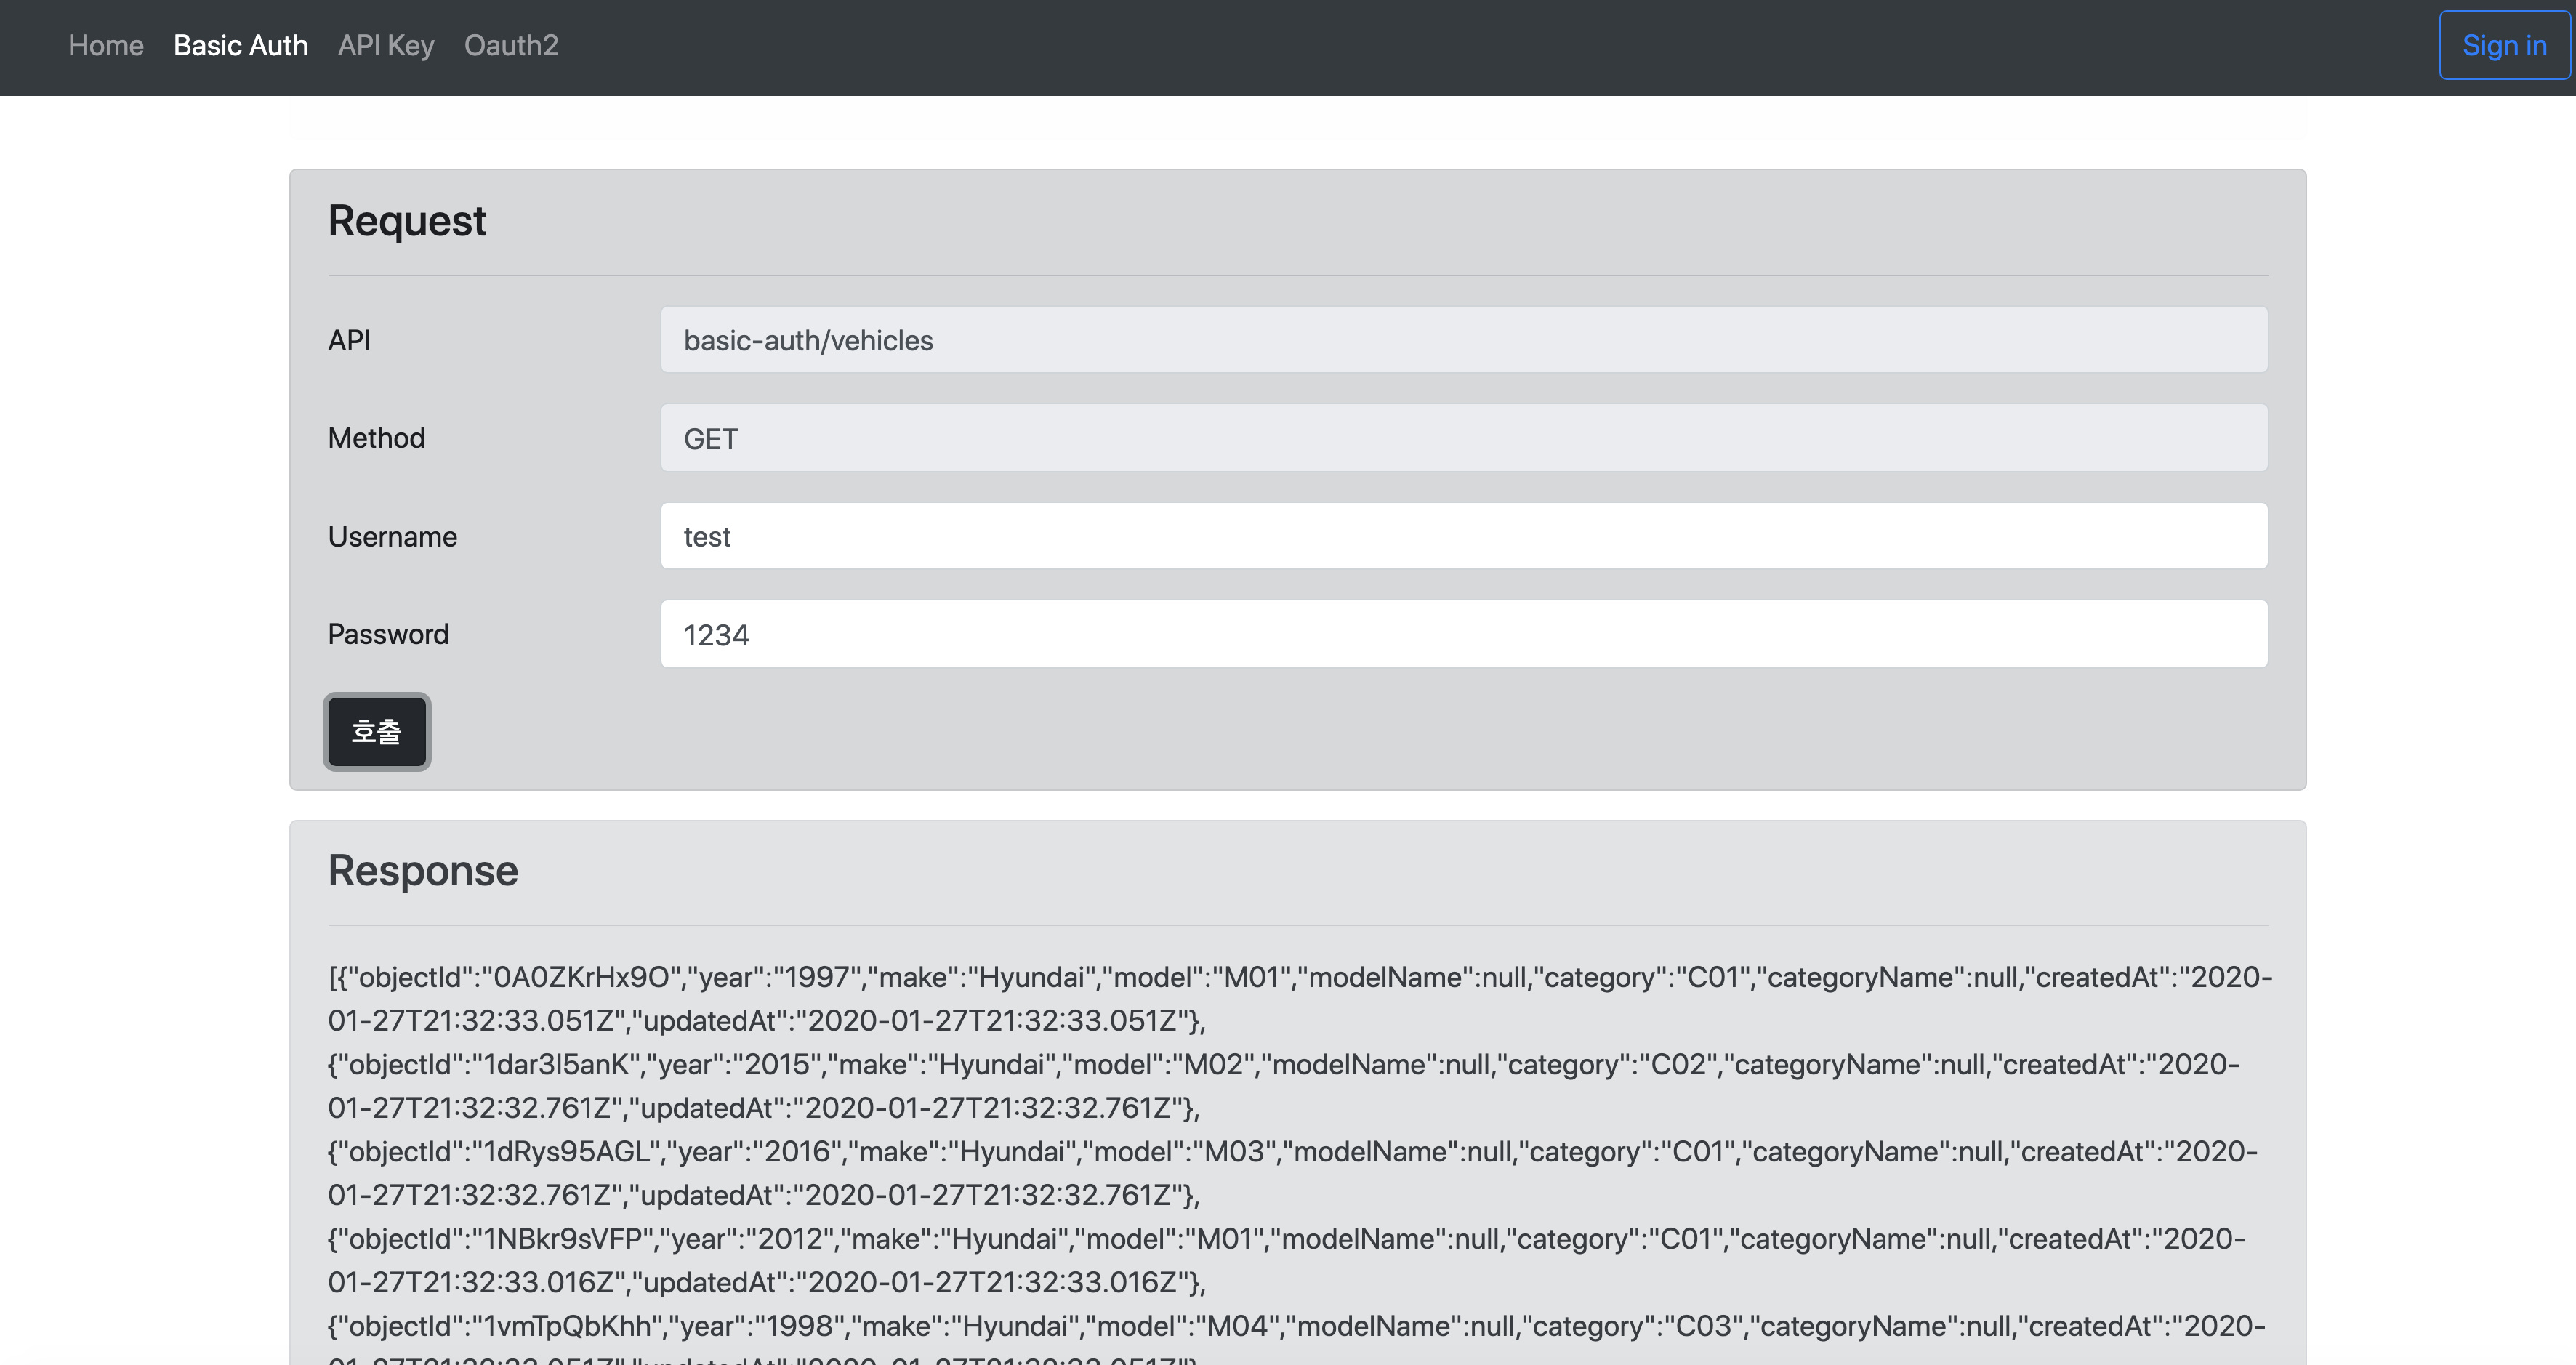 Home Basic Auth API Key Oauth2 Sign in
Request
API basic-auth/vehicles
Method GET
Username test
Password 1234
호출
Response
[{"objectId":"0A0ZKrHx9O","year":"1997","make":"Hyundai","model":"M01","modelName":null,"category":"C01","categoryName":null,"createdAt":"2020-
01-27T21:32:33.051Z","updatedAt":"2020-01-27T21:32:33.051Z"},
{"objectId":"1dar3l5anK","year":"2015","make":"Hyundai","model":"M02","modelName":null,"category":"C02","categoryName":null,"createdAt":"2020-
01-27T21:32:32.761Z","updatedAt":"2020-01-27T21:32:32.761Z"},
{"objectId":"1dRys95AGL","year":"2016","make":"Hyundai","model":"M03","modelName":null,"category":"C01","categoryName":null,"createdAt":"2020-
01-27T21:32:32.761Z","updatedAt":"2020-01-27T21:32:32.761Z"},
{"objectId":"1NBkr9sVFP","year":"2012","make":"Hyundai","model":"M01","modelName":null,"category":"C01","categoryName":null,"createdAt":"2020-
01-27T21:32:33.016Z","updatedAt":"2020-01-27T21:32:33.016Z"},
{"objectId":"1vmTpQbKhh","year":"1998","make":"Hyundai","model":"M04","modelName":null,"category":"C03","categoryName":null,"createdAt":"2020-